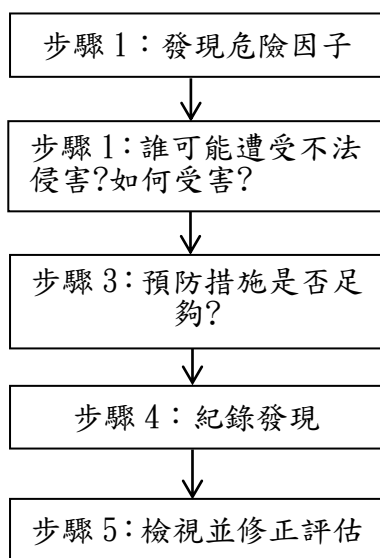 步驟 1：發現危險因子
步驟 1：誰可能遭受不法
侵害?如何受害?
步驟 3：預防措施是否足
夠?
步驟 4：紀錄發現
步驟 5：檢視並修正評估